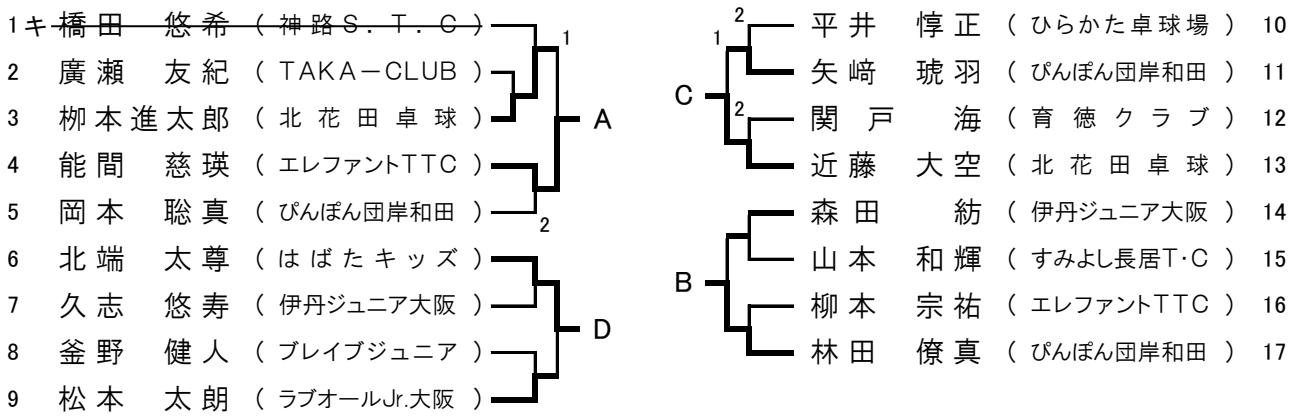 1 キ 橋田 悠希 (神路S.T.C)
2 廣瀬 友紀 (TAKA-CLUB)
3 栁本進太郎 (北花田卓球)
4 能間 慈瑛 (エレファントTTC)
5 岡本 聡真 (ぴんぽん団岸和田)
6 北端 太尊 (はばたキッズ)
7 久志 悠寿 (伊丹ジュニア大阪)
8 釜野 健人 (ブレイブジュニア)
9 松本 太朗 (ラブオールJr.大阪)
1
A
2
D
2
1
C
2
B
平井 惇正 (ひらかた卓球場) 10
矢﨑 琥羽 (ぴんぽん団岸和田) 11
関戸 海 (育徳クラブ) 12
近藤 大空 (北花田卓球) 13
森田 紡 (伊丹ジュニア大阪) 14
山本 和輝 (すみよし長居T・C) 15
柳本 宗祐 (エレファントTTC) 16
林田 僚真 (ぴんぽん団岸和田) 17